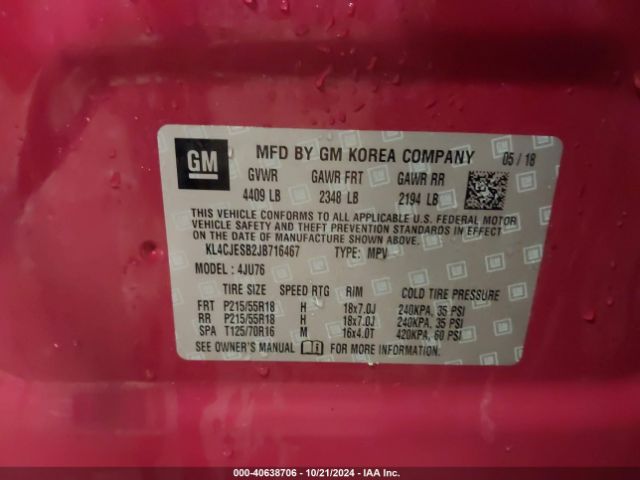 GM
MFD BY GM KOREA COMPANY 05 / 18
GVWR GAWR FRT GAWR RR
4409 LB 2348 LB 2194 LB
THIS VEHICLE CONFORMS TO ALL APPLICABLE U.S. FEDERAL MOTOR
VEHICLE SAFETY AND THEFT PREVENTION STANDARDS IN EFFECT ON
THE DATE OF MANUFACTURE SHOWN ABOVE.
KL4CJESB2JB716467 TYPE: MPV
MODEL : 4JU76
TIRE SIZE SPEED RTG RIM COLD TIRE PRESSURE
FRT P215/55R18 H 18x7.0J 240KPA, 35 PSI
RR P215/55R18 H 18x7.0J 240KPA, 35 PSI
SPA T125/70R16 M 16x4.0T 420KPA, 60 PSI
SEE OWNER'S MANUAL FOR MORE INFORMATION.
000-40638706 - 10/21/2024 - IAA Inc.